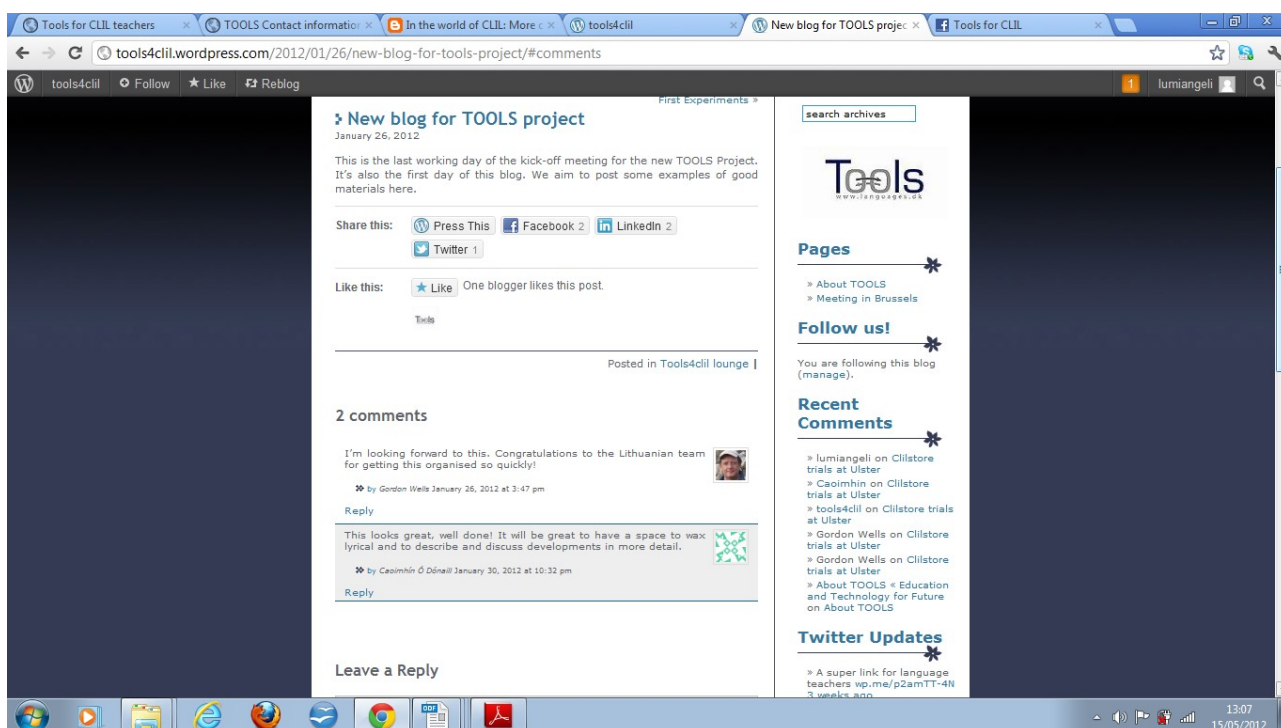 Tools for CLIL teachers
TOOLS Contact information
In the world of CLIL: More c
tools4clil
New blog for TOOLS projec
Tools for CLIL
tools4clil.wordpress.com/2012/01/26/new-blog-for-tools-project/#comments
tools4clil Follow Like Reblog
1 lumiangeli
First Experiments »
New blog for TOOLS project
January 26, 2012
This is the last working day of the kick-off meeting for the new TOOLS Project.
It's also the first day of this blog. We aim to post some examples of good
materials here.
Share this: Press This Facebook 2 LinkedIn 2
Twitter 1
Like this: Like One blogger likes this post.
Tools
Posted in Tools4clil lounge |
2 comments
I'm looking forward to this. Congratulations to the Lithuanian team
for getting this organised so quickly!
by Gordon Wells January 26, 2012 at 3:47 pm
Reply
This looks great, well done! It will be great to have a space to wax
lyrical and to describe and discuss developments in more detail.
by Caoimhín Ó Dónaill January 30, 2012 at 10:32 pm
Reply
Leave a Reply
search archives
Tools
www.languages.dk
Pages
» About TOOLS
» Meeting in Brussels
Follow us!
You are following this blog
(manage).
Recent
Comments
» lumiangeli on Clilstore
trials at Ulster
» Caoimhin on Clilstore
trials at Ulster
» tools4clil on Clilstore trials
at Ulster
» Gordon Wells on Clilstore
trials at Ulster
» Gordon Wells on Clilstore
trials at Ulster
» About TOOLS « Education
and Technology for Future
on About TOOLS
Twitter Updates
» A super link for language
teachers wp.me/p2amTT-4N
3 weeks ago
ODF
13:07
15/05/2012